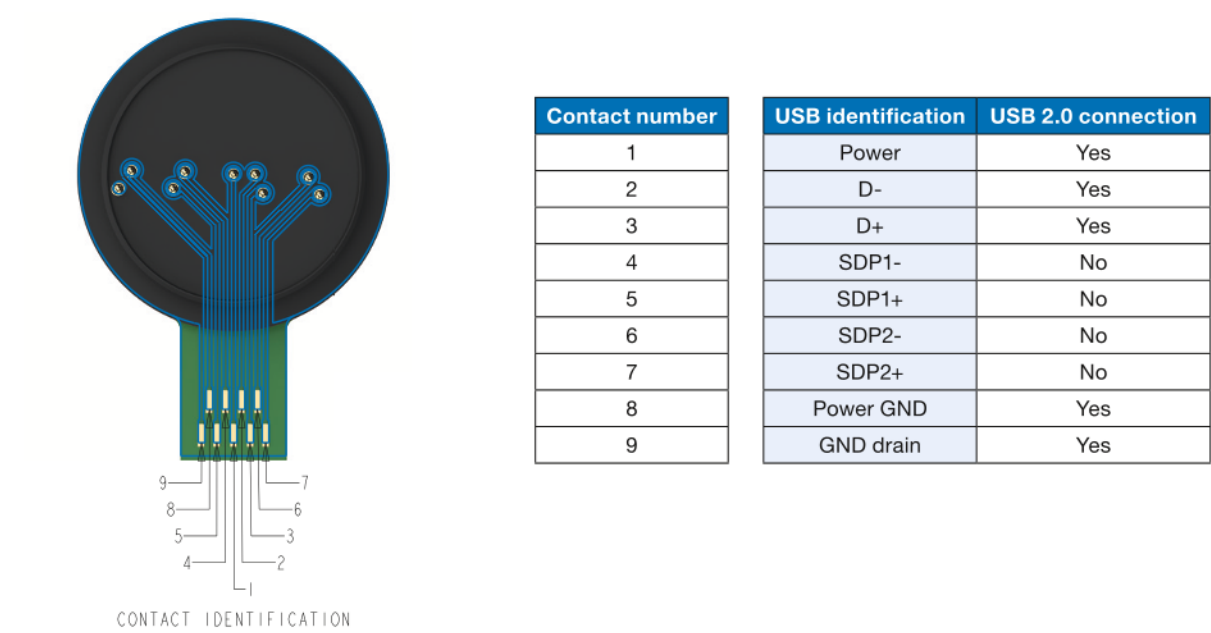 9 7
8 6
5 3
4 2
1
CONTACT IDENTIFICATION
Contact number USB identification USB 2.0 connection
1 Power Yes
2 D- Yes
3 D+ Yes
4 SDP1- No
5 SDP1+ No
6 SDP2- No
7 SDP2+ No
8 Power GND Yes
9 GND drain Yes